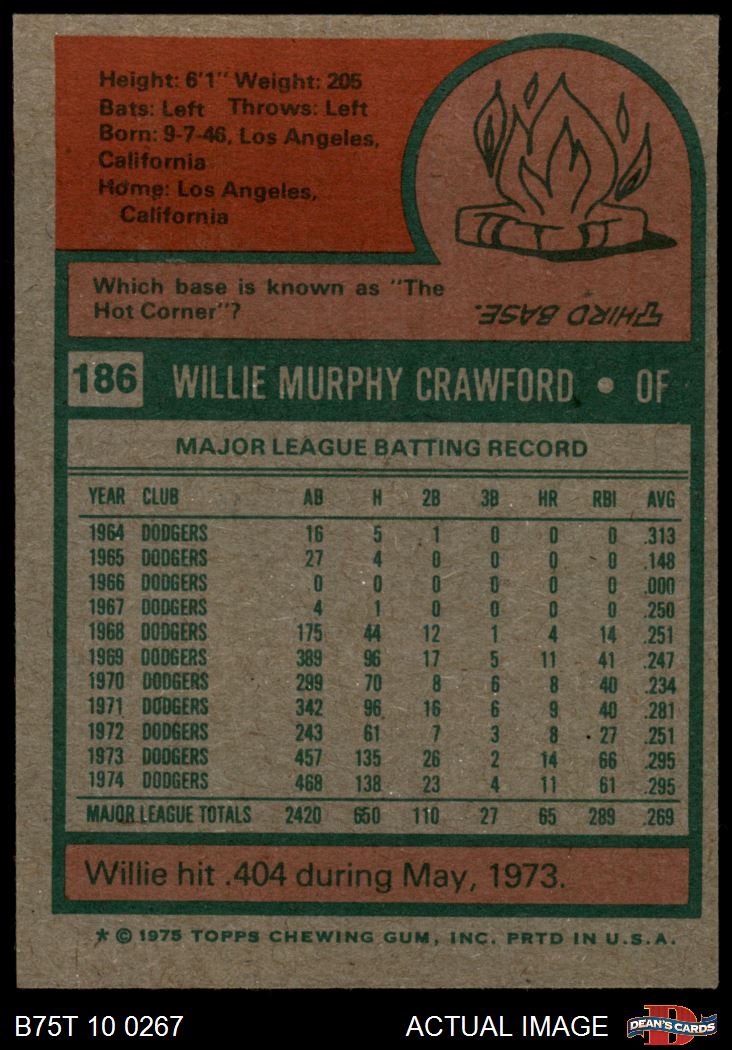 Height: 6'1" Weight: 205
Bats: Left Throws: Left
Born: 9-7-46, Los Angeles,
California
Home: Los Angeles,
California
Which base is known as "The
Hot Corner"?
THIRD BASE.
186 WILLIE MURPHY CRAWFORD • OF
MAJOR LEAGUE BATTING RECORD
YEAR CLUB AB H 2B 3B HR RBI AVG
1964 DODGERS 16 5 1 0 0 0 .313
1965 DODGERS 27 4 0 0 0 0 .148
1966 DODGERS 0 0 0 0 0 0 .000
1967 DODGERS 4 1 0 0 0 0 .250
1968 DODGERS 175 44 12 1 4 14 .251
1969 DODGERS 389 96 17 5 11 41 .247
1970 DODGERS 299 70 8 6 8 40 .234
1971 DODGERS 342 96 16 6 9 40 .281
1972 DODGERS 243 61 7 3 8 27 .251
1973 DODGERS 457 135 26 2 14 66 .295
1974 DODGERS 468 138 23 4 11 61 .295
MAJOR LEAGUE TOTALS 2420 650 110 27 65 289 .269
Willie hit .404 during May, 1973.
* © 1975 TOPPS CHEWING GUM, INC. PRTD IN U.S.A.
B75T 10 0267 ACTUAL IMAGE DEAN'S CARDS